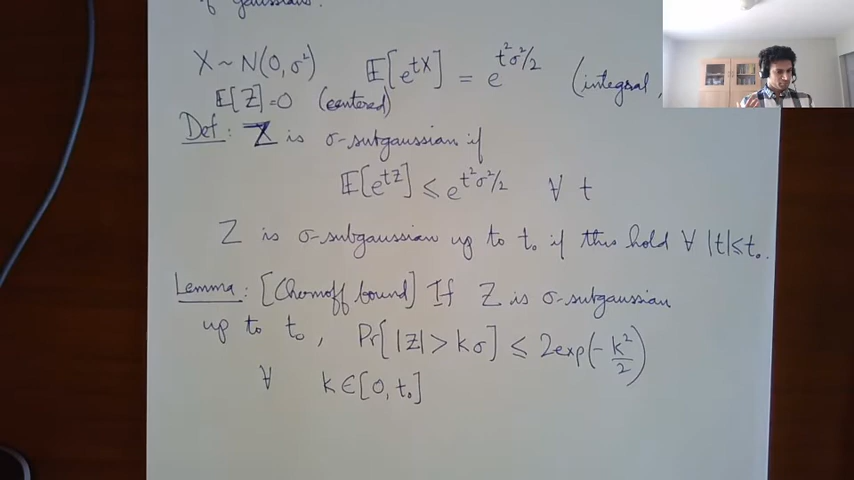 of gaussians.
X ~ N(0, σ²) 𝔼[e^{tX}] = e^{t²σ²/2} (integral,
𝔼[Z]=0 (centered)
Def: Z is σ-subgaussian if
𝔼[e^{tZ}] ≤ e^{t²σ²/2} ∀ t
Z is σ-subgaussian up to t₀ if this hold ∀ |t|≤t₀.
Lemma: [Chernoff bound] If Z is σ-subgaussian
up to t₀, Pr[|Z| > kσ] ≤ 2exp(-k²/2)
∀ k∈[0, t₀]